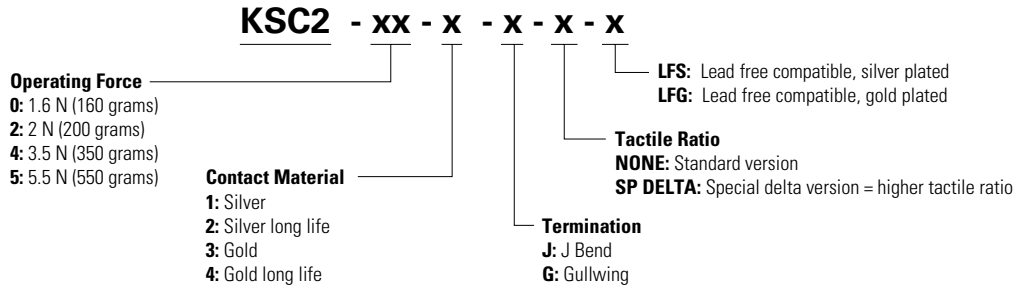 KSC2 - xx - x - x - x - x
Operating Force
0: 1.6 N (160 grams)
2: 2 N (200 grams)
4: 3.5 N (350 grams)
5: 5.5 N (550 grams)
Contact Material
1: Silver
2: Silver long life
3: Gold
4: Gold long life
Termination
J: J Bend
G: Gullwing
Tactile Ratio
NONE: Standard version
SP DELTA: Special delta version = higher tactile ratio
LFS: Lead free compatible, silver plated
LFG: Lead free compatible, gold plated